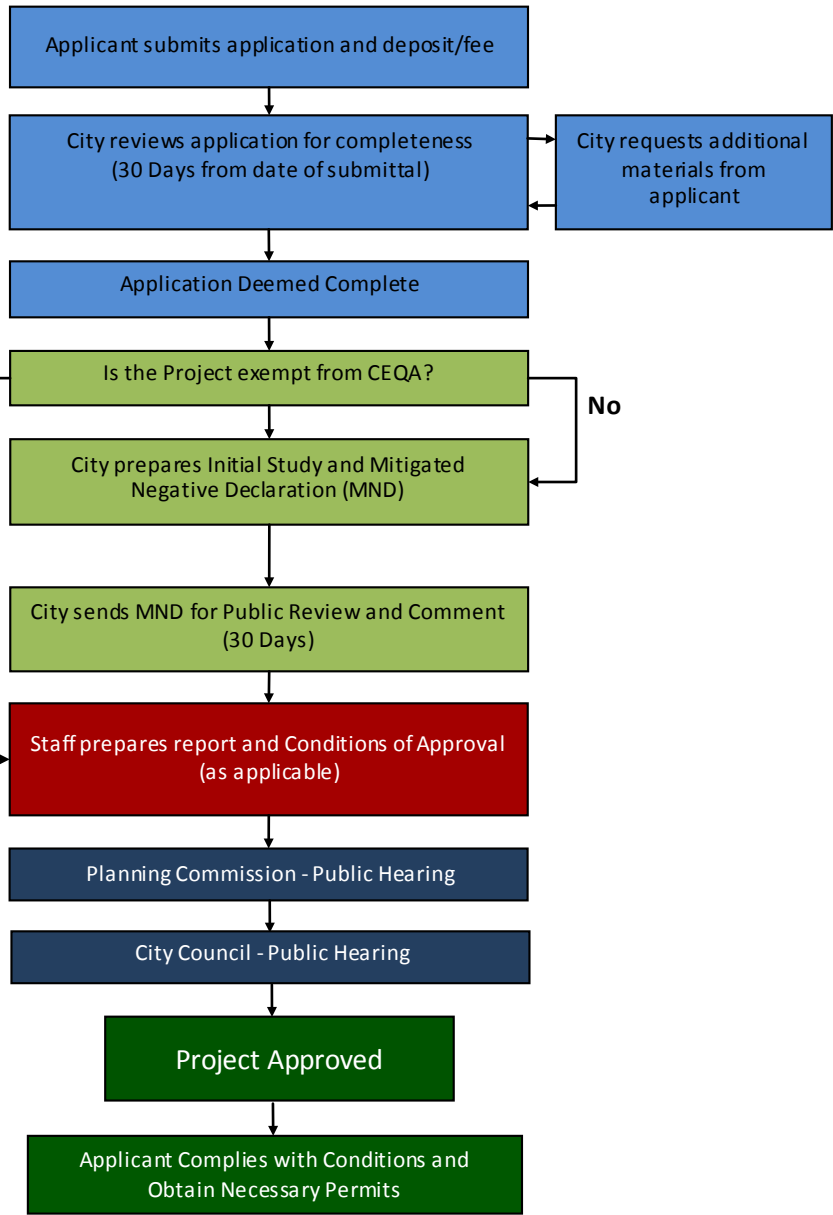 Applicant submits application and deposit/fee
City reviews application for completeness
(30 Days from date of submittal)
City requests additional
materials from
applicant
Application Deemed Complete
Is the Project exempt from CEQA?
No
City prepares Initial Study and Mitigated
Negative Declaration (MND)
City sends MND for Public Review and Comment
(30 Days)
Staff prepares report and Conditions of Approval
(as applicable)
Planning Commission - Public Hearing
City Council - Public Hearing
Project Approved
Applicant Complies with Conditions and
Obtain Necessary Permits